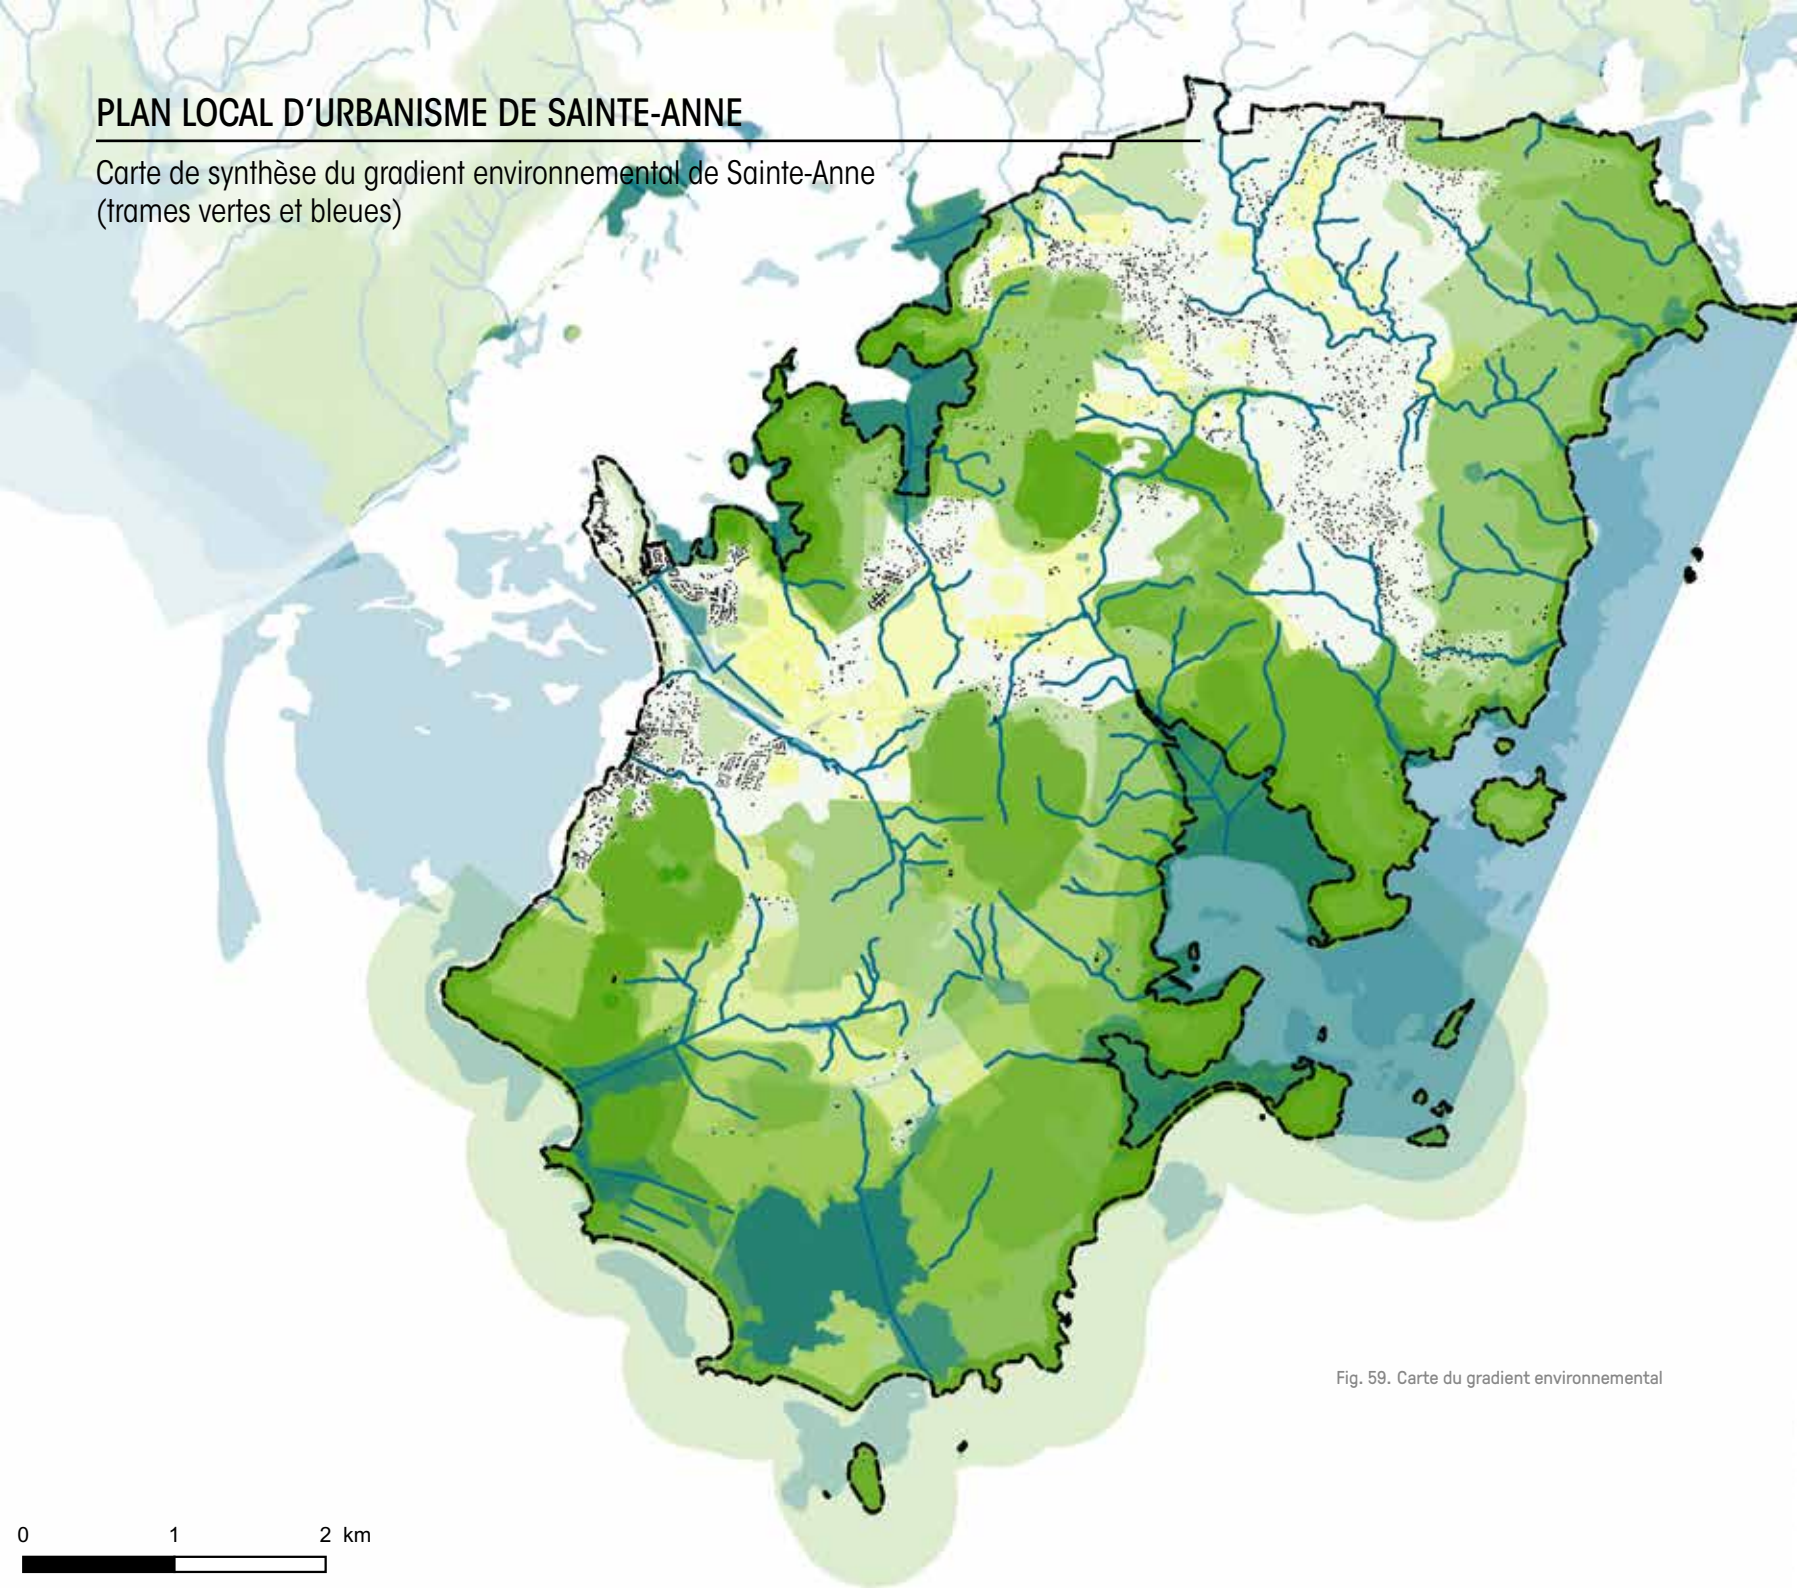 PLAN LOCAL D'URBANISME DE SAINTE-ANNE
Carte de synthèse du gradient environnemental de Sainte-Anne
(trames vertes et bleues)
Fig. 59. Carte du gradient environnemental
0 1 2 km